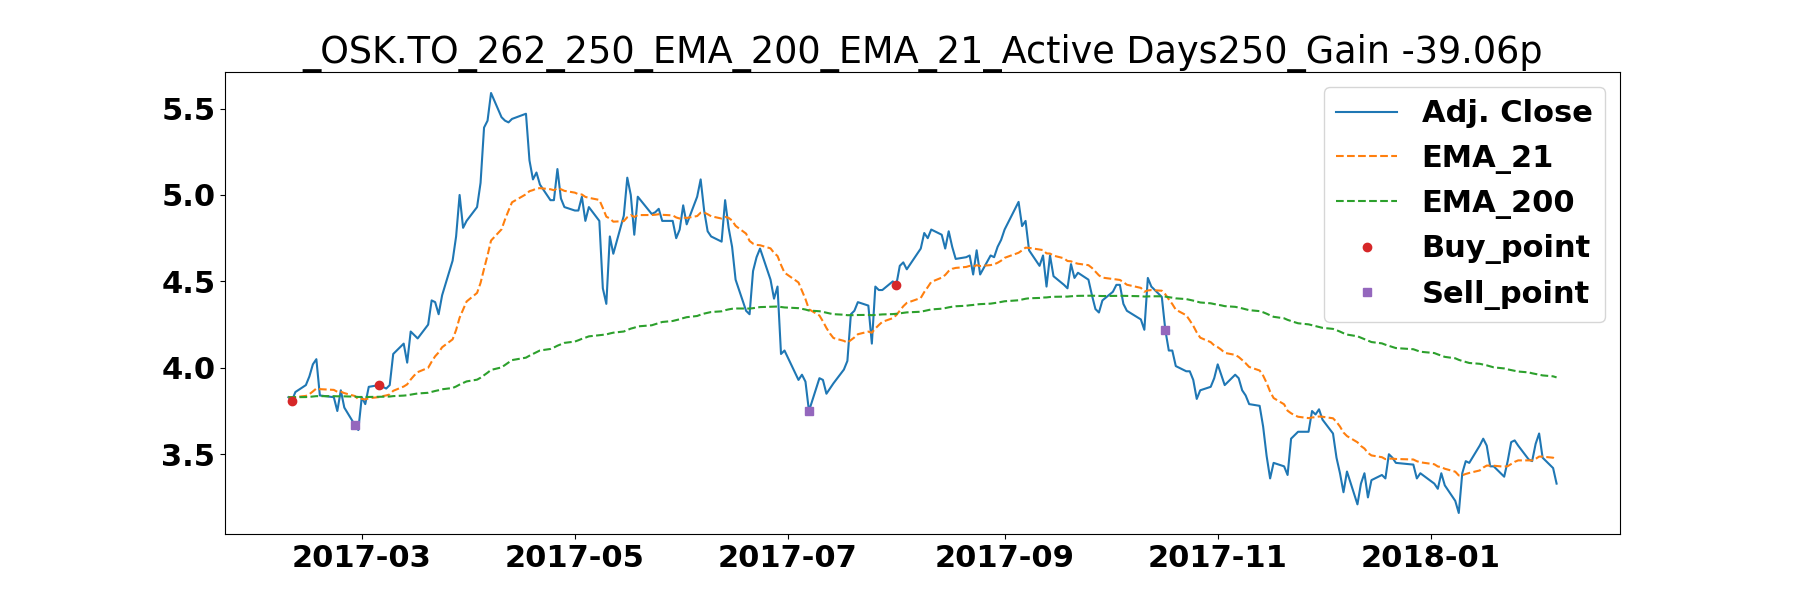 _OSK.TO_262_250_EMA_200_EMA_21_Active Days250_Gain -39.06p
5.5
5.0
4.5
4.0
3.5
Adj. Close
EMA_21
EMA_200
Buy_point
Sell_point
2017-03 2017-05 2017-07 2017-09 2017-11 2018-01